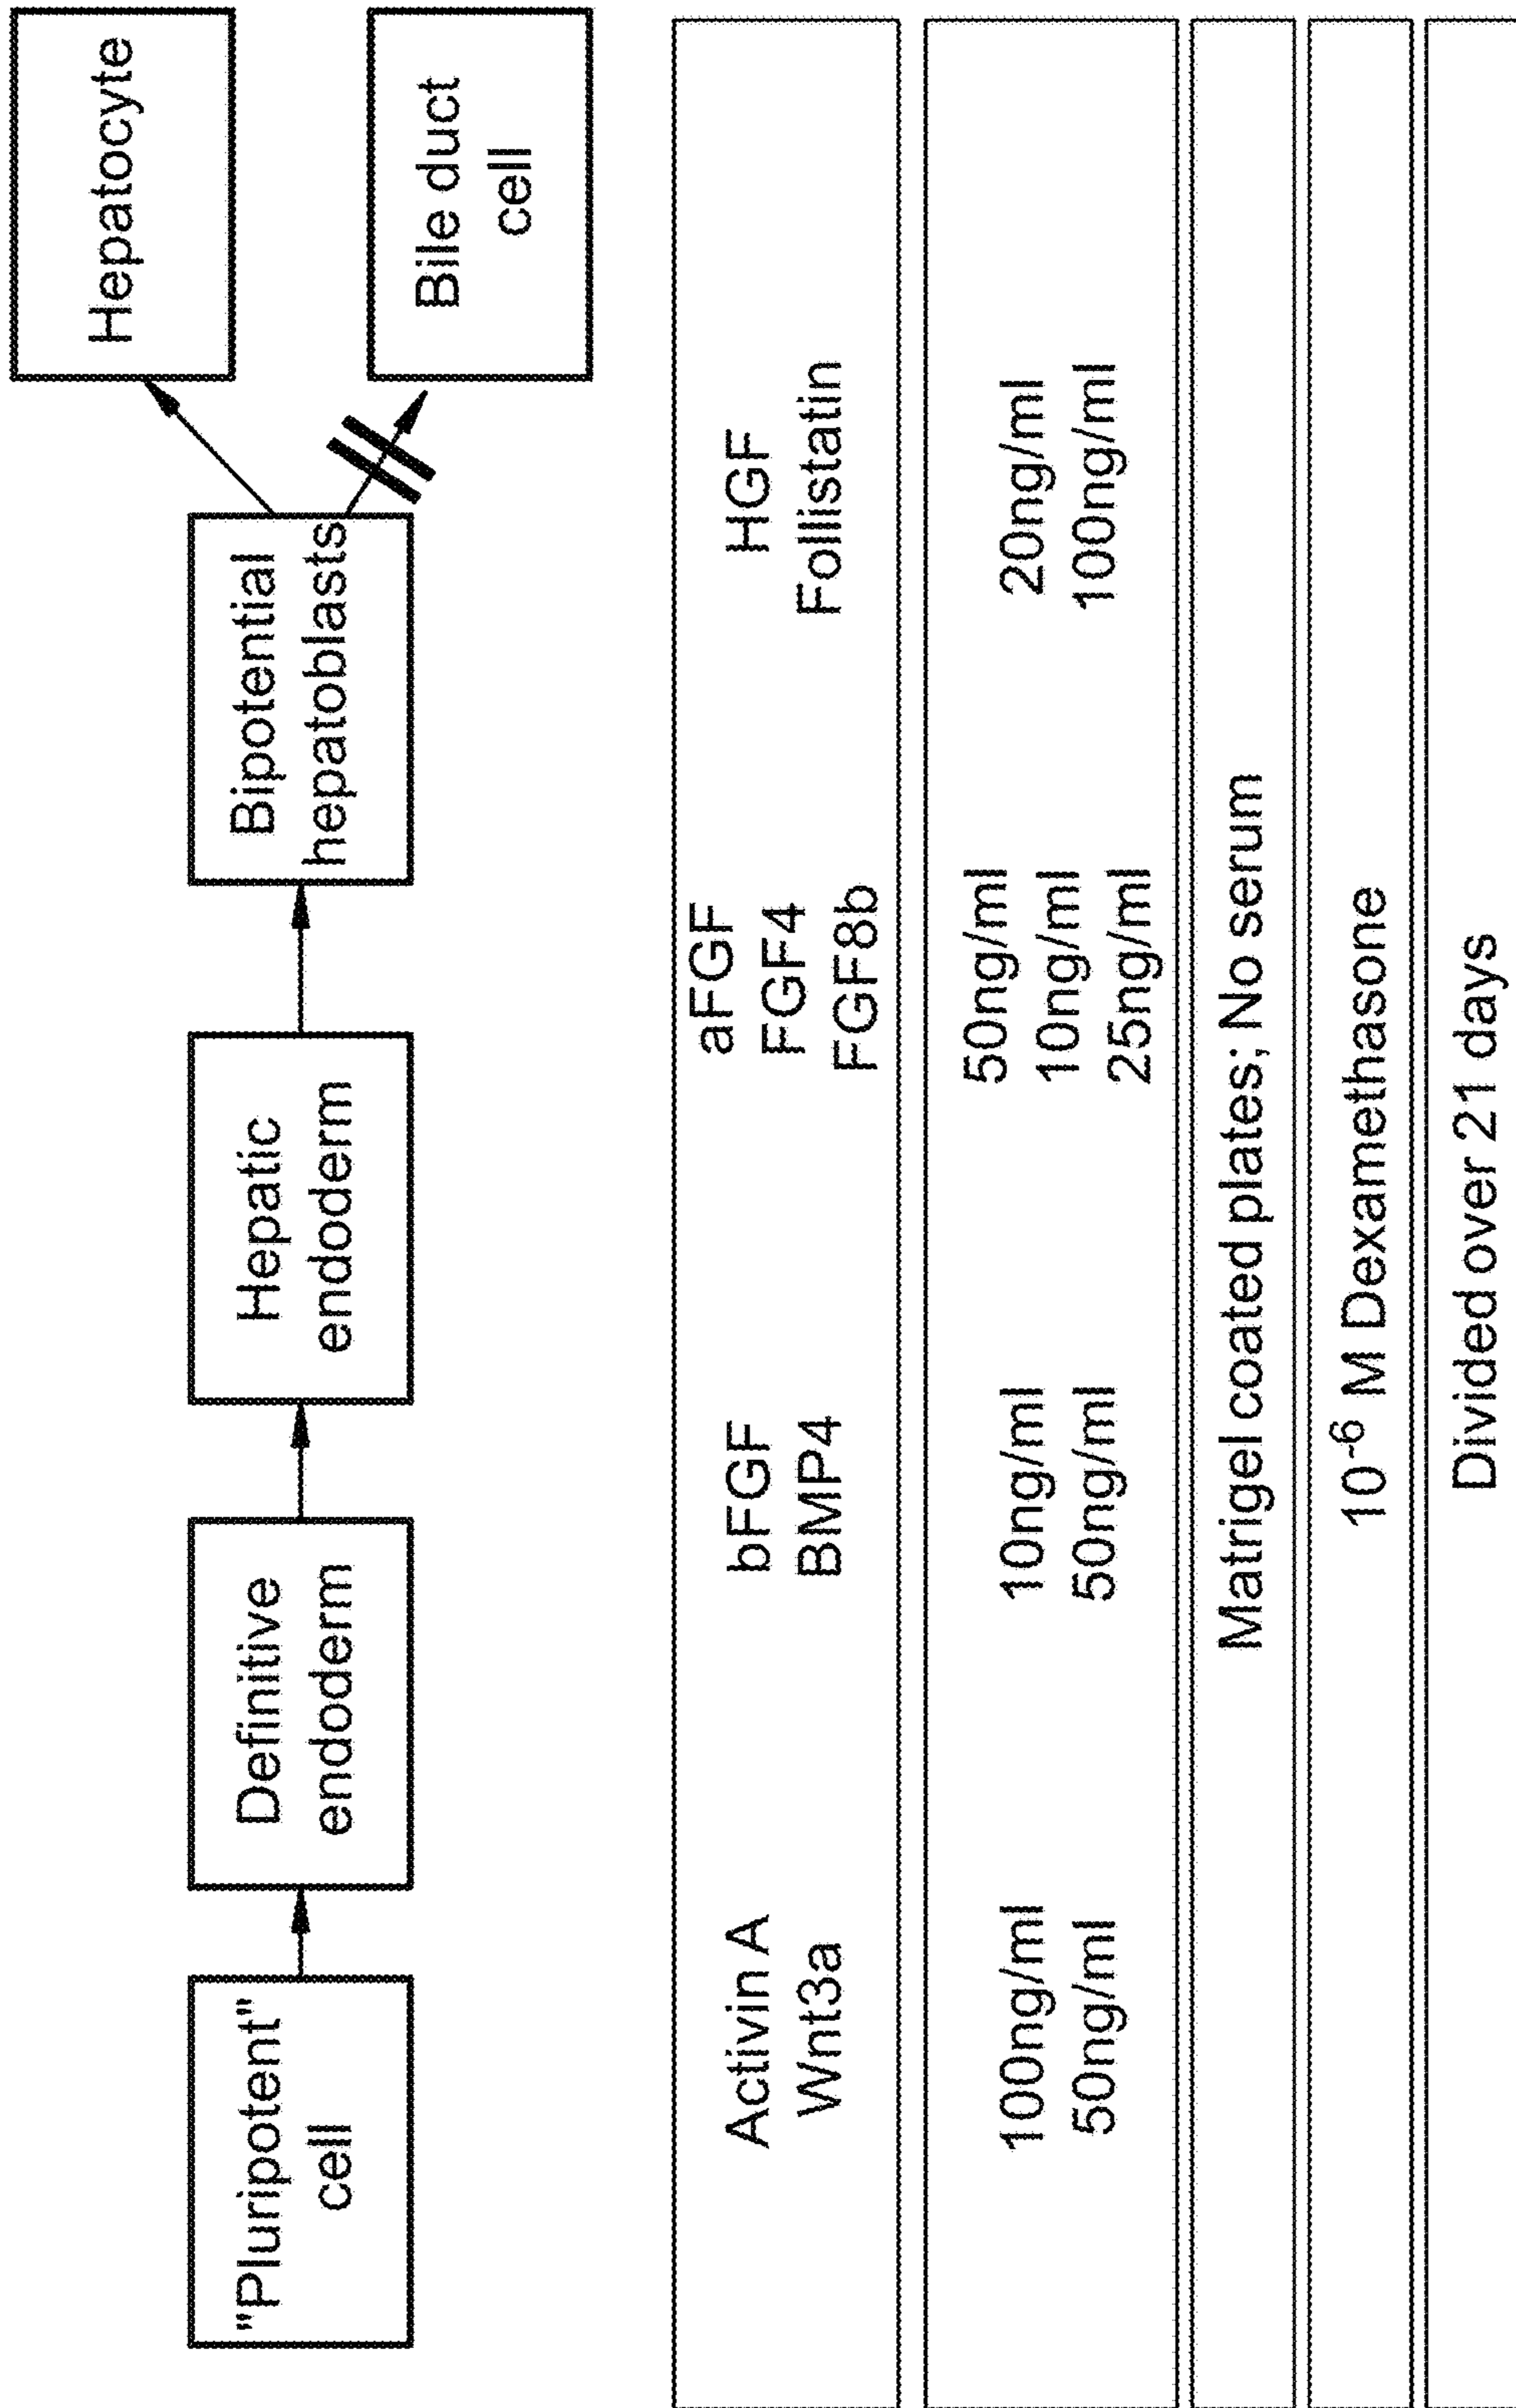 "Pluripotent"
cell
Definitive
endoderm
Hepatic
endoderm
Bipotential
hepatoblasts
Hepatocyte
Bile duct
cell
Activin A
Wnt3a
bFGF
BMP4
aFGF
FGF4
FGF8b
HGF
Follistatin
100ng/ml
50ng/ml
10ng/ml
50ng/ml
50ng/ml
10ng/ml
25ng/ml
20ng/ml
100ng/ml
Matrigel coated plates; No serum
10⁻⁶ M Dexamethasone
Divided over 21 days